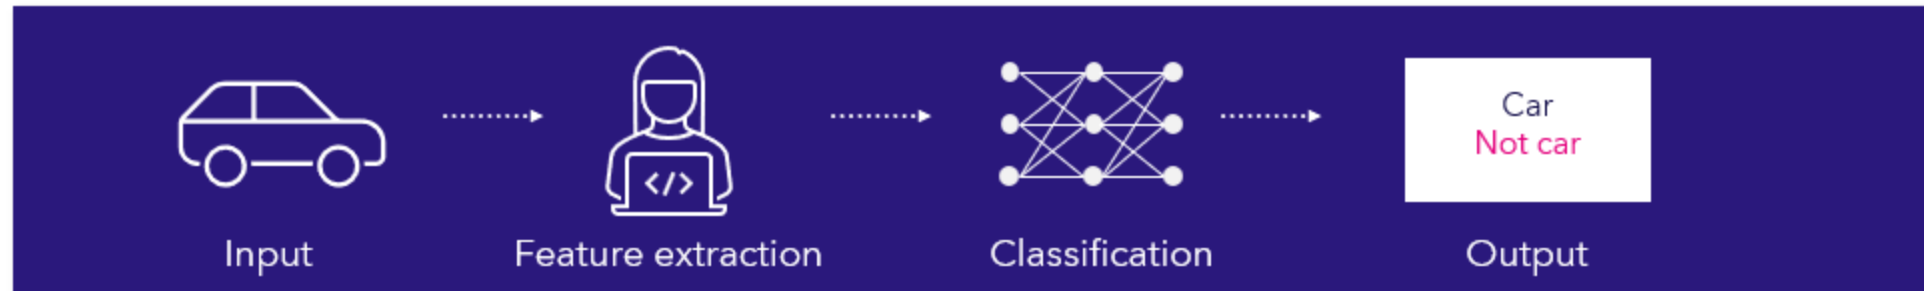 Car
Not car
</>
Input
Feature extraction
Classification
Output